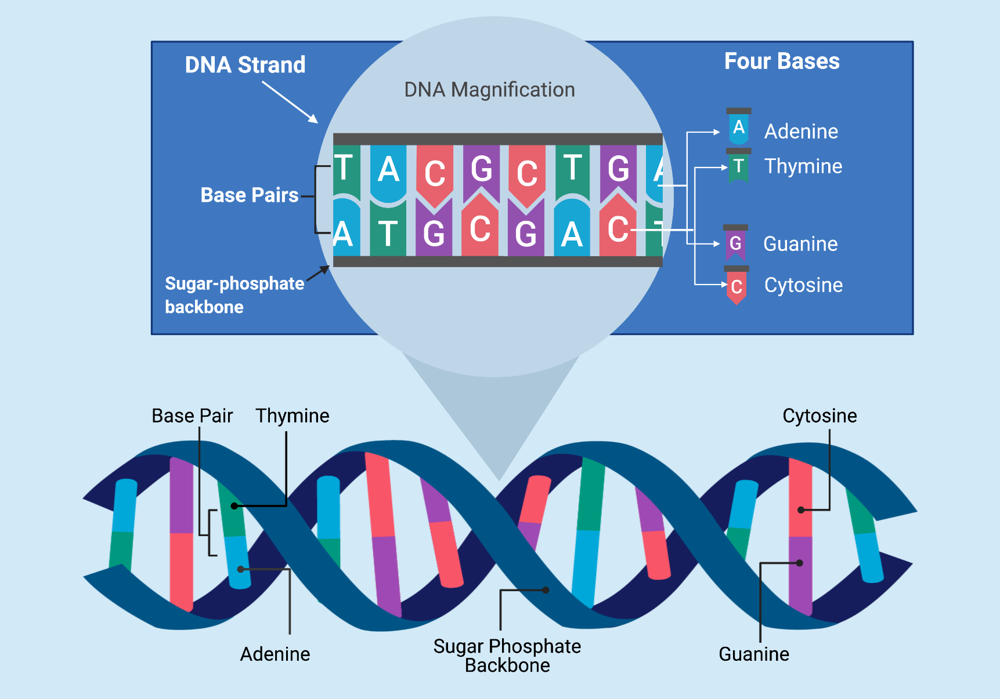 DNA Strand
Four Bases
DNA Magnification
A Adenine
T Thymine
T A C G C T G A
Base Pairs
A T G C G A C T
G Guanine
Sugar-phosphate
backbone
C Cytosine
Base Pair
Thymine
Cytosine
Adenine
Sugar Phosphate
Backbone
Guanine